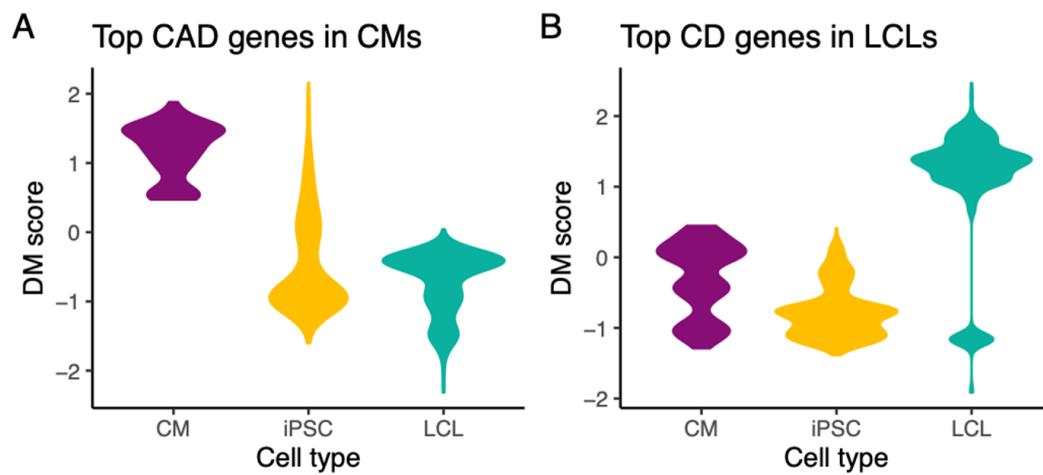 A
Top CAD genes in CMs
DM score
2
1
0
−1
−2
CM
iPSC
LCL
Cell type
B
Top CD genes in LCLs
DM score
2
1
0
−1
−2
CM
iPSC
LCL
Cell type